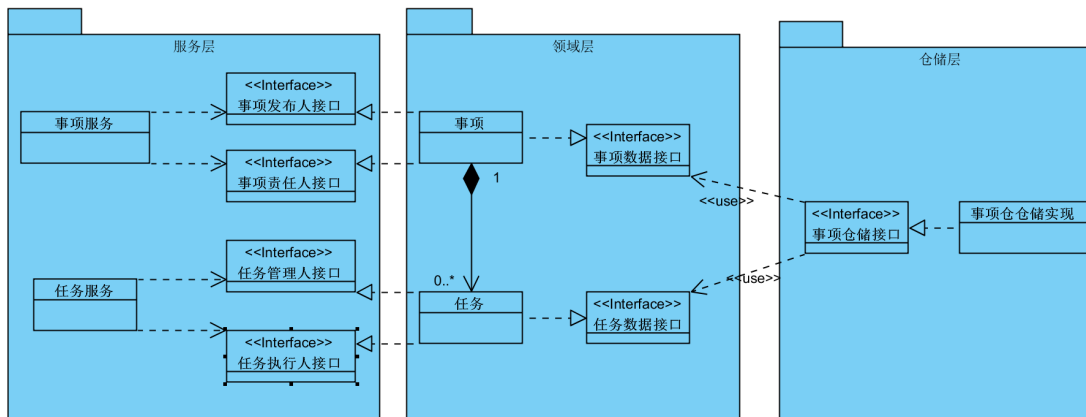 服务层
<<Interface>>
事项发布人接口
事项服务
<<Interface>>
事项责任人接口
<<Interface>>
任务管理人接口
任务服务
<<Interface>>
任务执行人接口
领域层
事项
<<Interface>>
事项数据接口
1
0..*
任务
<<Interface>>
任务数据接口
仓储层
<<use>>
<<Interface>>
事项仓储接口
事项仓仓储实现
<<use>>